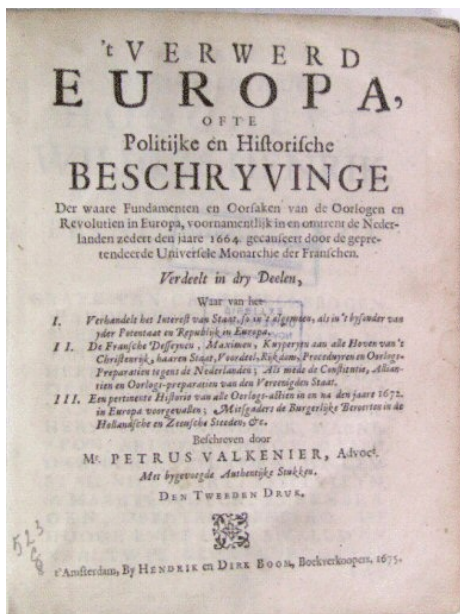 't VERWERD
EUROPA,
OFTE
Politijke en Historische
BESCHRYVINGE
Der waare Fundamenten en Oorsaken van de Oorlogen en
Revolutien in Europa, voornamentlijk in en omtrent de Neder-
landen zedert den jaare 1664. gecauseert door de gepre-
tendeerde Universele Monarchie der Franschen.
Verdeelt in dry Deelen,
Waar van het
I. Verhandelt het Interest van Staat, so in 't algemeen, als in 't bysonder van
yder Potentaat en Republijk in Europa.
II. De Fransche Desseynen, Maximen, Kuyperyen aan alle Hoven van 't
Christenrijk, haaren Staat, Voordeel, Rijkdom, Proceduren en Oorlogs-
Preparatien tegens de Nederlanden; Als mede de Constitutie, Allian-
tien en Oorlogs-preparatien van den Vereenigden Staat.
III. Een pertinente Historie van alle Oorlogs-actien in en na den jaare 1672.
in Europa voorgevallen; Mitsgaders de Burgerlijke Beroerten in de
Hollandsche en Zeeusche Steeden, &c.
Beschreven door
Mr. PETRUS VALKENIER, Advoct.
Met bygevoegde Authentijke Stukken.
DEN TWEEDEN DRUK.
t'Amsterdam, By HENDRIK en DIRK BOOM, Boekverkoopers, 1675.
523